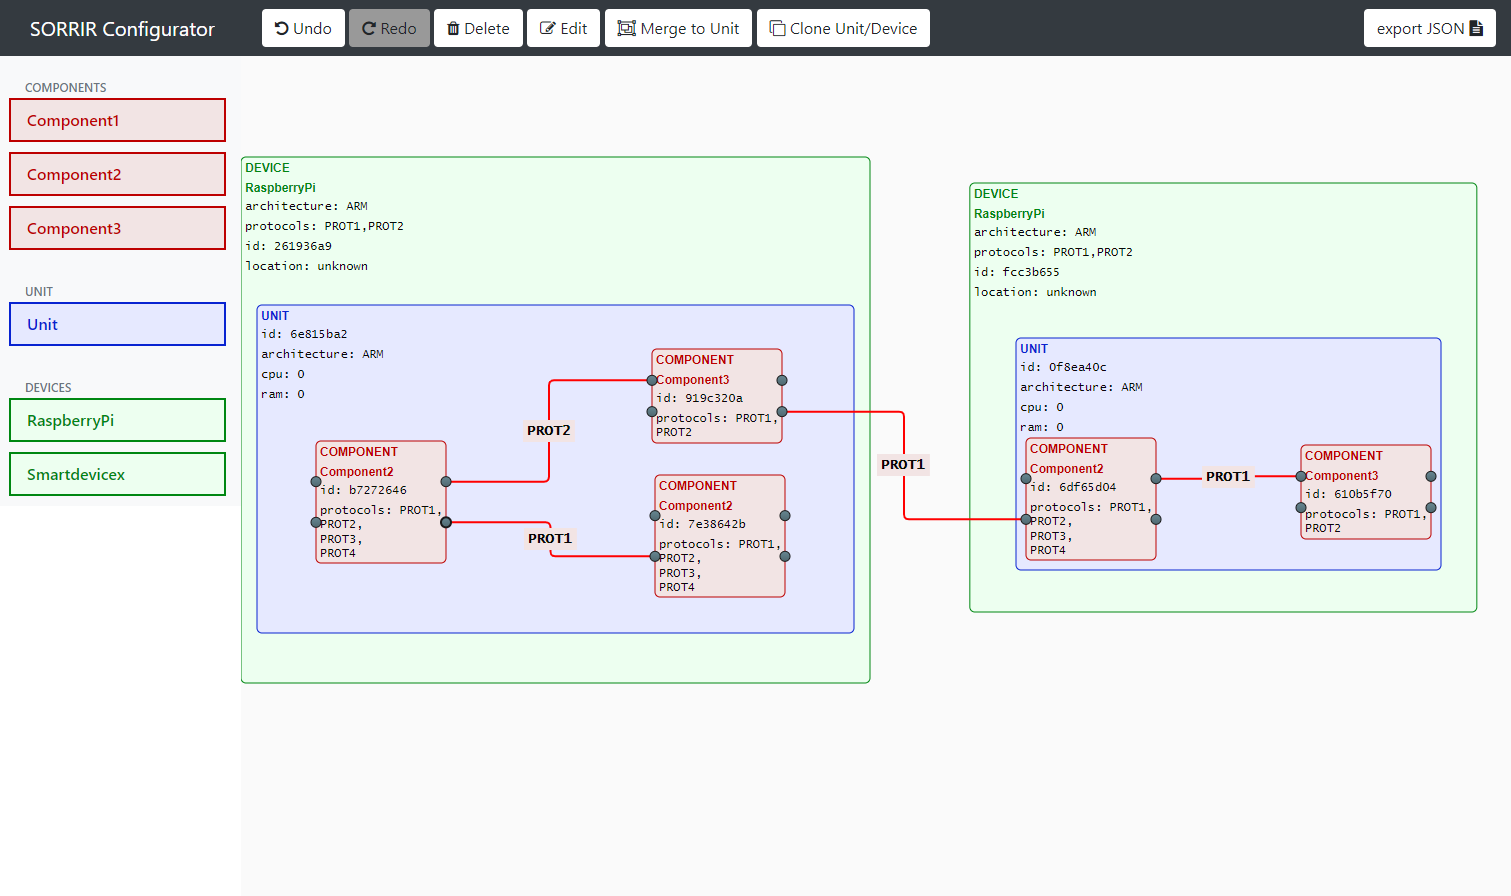 SORRIR Configurator
Undo
Redo
Delete
Edit
Merge to Unit
Clone Unit/Device
export JSON
COMPONENTS
Component1
Component2
Component3
UNIT
Unit
DEVICES
RaspberryPi
Smartdevicex
DEVICE
RaspberryPi
architecture: ARM
protocols: PROT1,PROT2
id: 261936a9
location: unknown
UNIT
id: 6e815ba2
architecture: ARM
cpu: 0
ram: 0
COMPONENT
Component2
id: b7272646
protocols: PROT1,
PROT2,
PROT3,
PROT4
PROT2
PROT1
COMPONENT
Component3
id: 919c320a
protocols: PROT1,
PROT2
COMPONENT
Component2
id: 7e38642b
protocols: PROT1,
PROT2,
PROT3,
PROT4
PROT1
DEVICE
RaspberryPi
architecture: ARM
protocols: PROT1,PROT2
id: fcc3b655
location: unknown
UNIT
id: 0f8ea40c
architecture: ARM
cpu: 0
ram: 0
COMPONENT
Component2
id: 6df65d04
protocols: PROT1,
PROT2,
PROT3,
PROT4
PROT1
COMPONENT
Component3
id: 610b5f70
protocols: PROT1,
PROT2